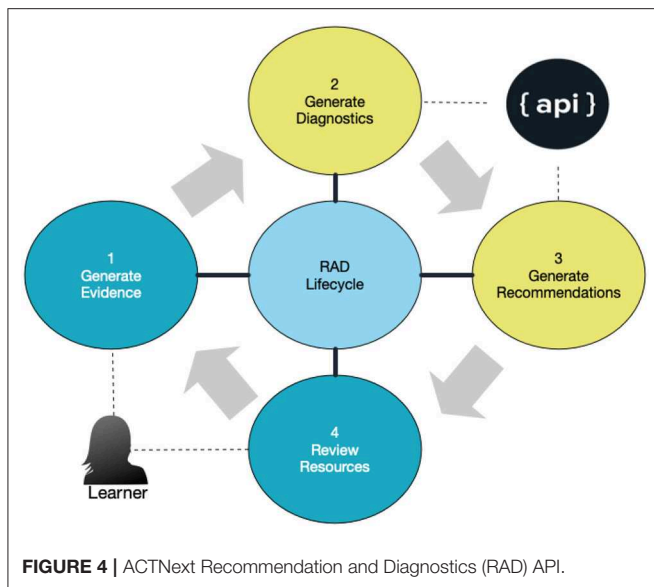 2
Generate
Diagnostics
{ api }
1
Generate
Evidence
RAD
Lifecycle
3
Generate
Recommendations
4
Review
Resources
Learner
FIGURE 4 | ACTNext Recommendation and Diagnostics (RAD) API.